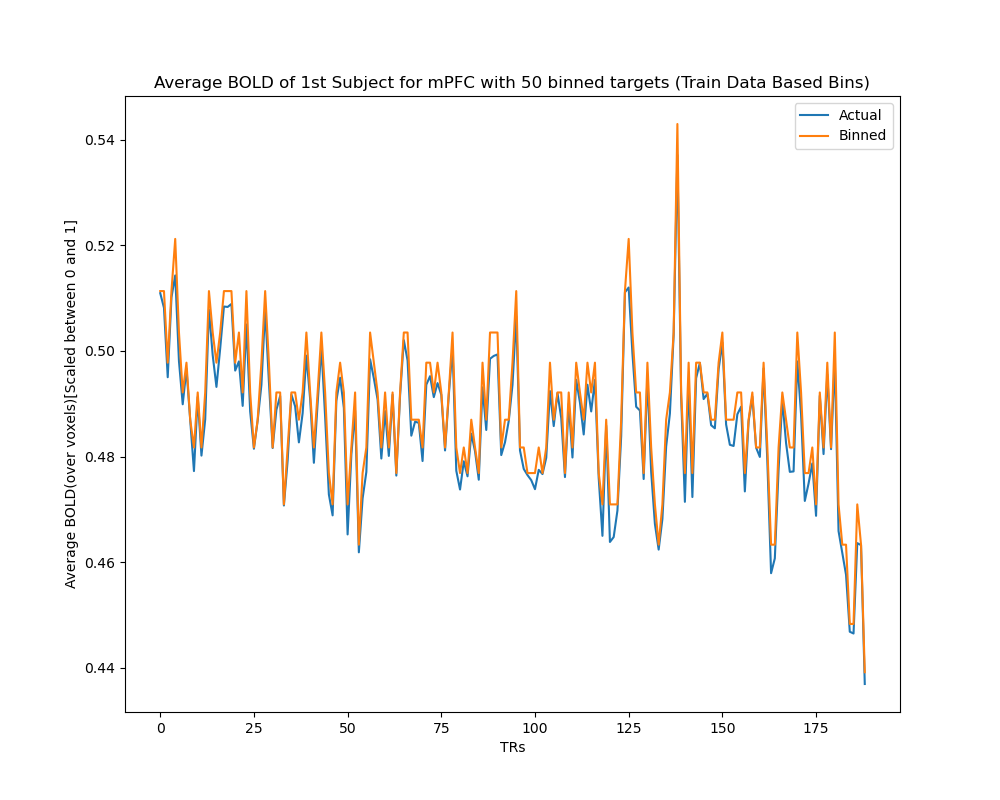 Average BOLD of 1st Subject for mPFC with 50 binned targets (Train Data Based Bins)
Actual
Binned
Average BOLD(over voxels)[Scaled between 0 and 1]
0.54
0.52
0.50
0.48
0.46
0.44
0 25 50 75 100 125 150 175
TRs